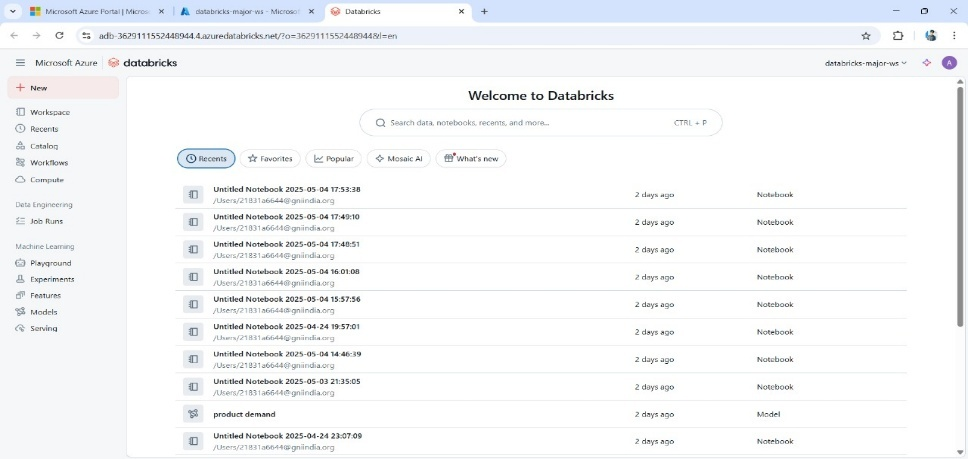 Microsoft Azure Portal | Micros
databricks-major-ws - Microsof
Databricks
adb-3629111552448944.4.azuredatabricks.net/?o=3629111552448944&l=en
Microsoft Azure
databricks
databricks-major-ws
A
New
Workspace
Recents
Catalog
Workflows
Compute
Data Engineering
Job Runs
Machine Learning
Playground
Experiments
Features
Models
Serving
Welcome to Databricks
Search data, notebooks, recents, and more... CTRL + P
Recents Favorites Popular Mosaic AI What's new
Untitled Notebook 2025-05-04 17:53:38
/Users/21831a6644@gniindia.org
2 days ago Notebook
Untitled Notebook 2025-05-04 17:49:10
/Users/21831a6644@gniindia.org
2 days ago Notebook
Untitled Notebook 2025-05-04 17:48:51
/Users/21831a6644@gniindia.org
2 days ago Notebook
Untitled Notebook 2025-05-04 16:01:08
/Users/21831a6644@gniindia.org
2 days ago Notebook
Untitled Notebook 2025-05-04 15:57:56
/Users/21831a6644@gniindia.org
2 days ago Notebook
Untitled Notebook 2025-04-24 19:57:01
/Users/21831a6644@gniindia.org
2 days ago Notebook
Untitled Notebook 2025-05-04 14:46:39
/Users/21831a6644@gniindia.org
2 days ago Notebook
Untitled Notebook 2025-05-03 21:35:05
/Users/21831a6644@gniindia.org
2 days ago Notebook
product demand
2 days ago Model
Untitled Notebook 2025-04-24 23:07:09
/Users/21831a6644@gniindia.org
2 days ago Notebook